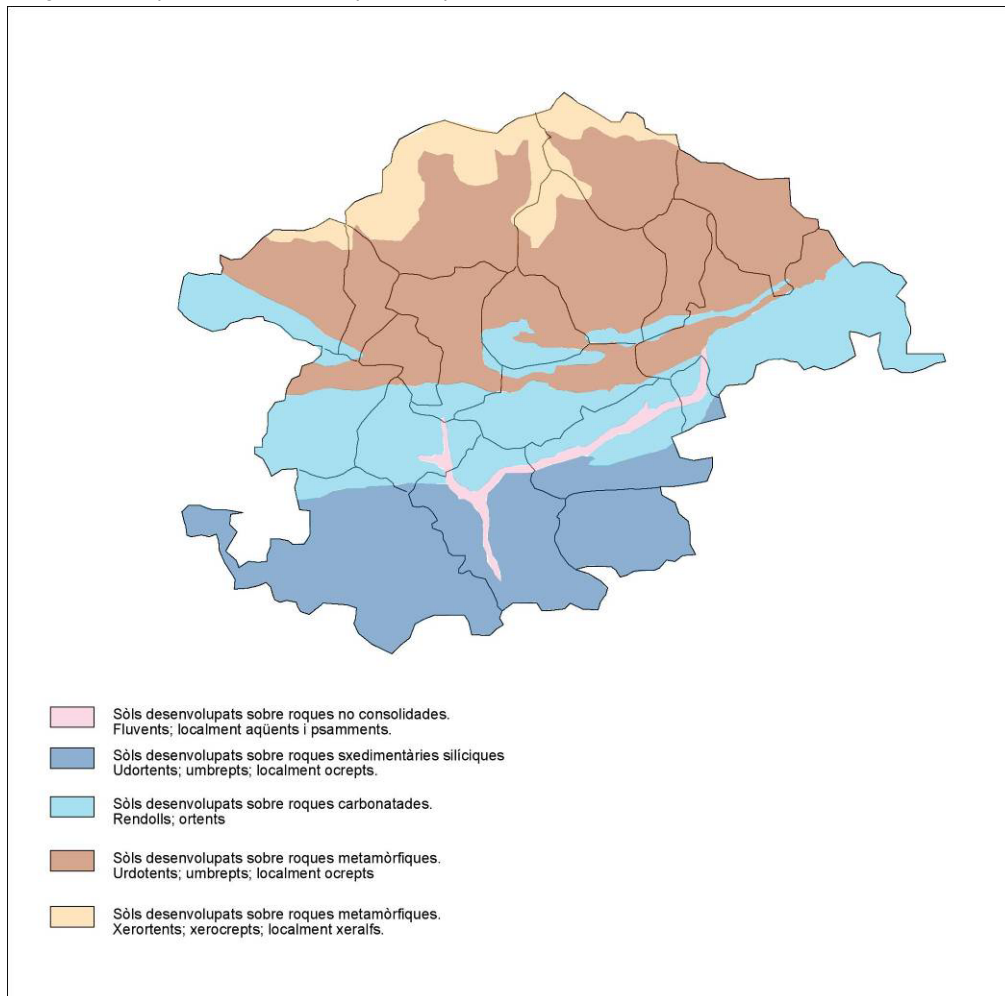 Sòls desenvolupats sobre roques no consolidades.
Fluvents; localment aqüents i psamments.
Sòls desenvolupats sobre roques sxedimentàries silíciques
Udortents; umbrepts; localment ocrepts.
Sòls desenvolupats sobre roques carbonatades.
Rendolls; ortents
Sòls desenvolupats sobre roques metamòrfiques.
Urdotents; umbrepts; localment ocrepts
Sòls desenvolupats sobre roques metamòrfiques.
Xerortents; xerocrepts; localment xeralfs.